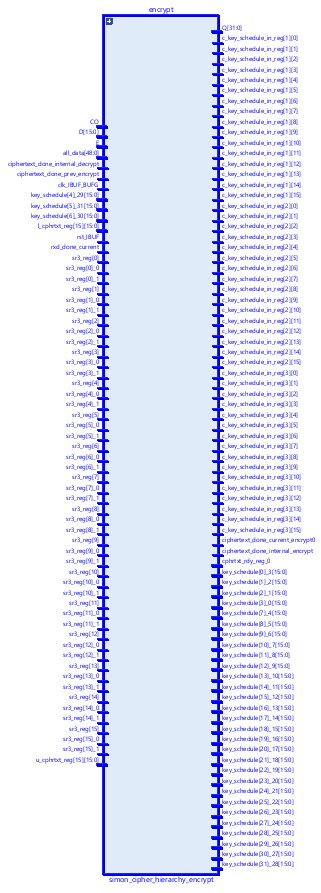 encrypt
CO
D[15:0]
E
all_data[48:0]
ciphertext_done_internal_decrypt
ciphertext_done_prev_encrypt
clk_IBUF_BUFG
key_schedule[4]_29[15:0]
key_schedule[5]_31[15:0]
key_schedule[6]_30[15:0]
l_cphrtxt_reg[15][15:0]
rst_IBUF
rxd_done_current
sr3_reg[0]
sr3_reg[0]_0
sr3_reg[0]_1
sr3_reg[1]
sr3_reg[1]_0
sr3_reg[1]_1
sr3_reg[2]
sr3_reg[2]_0
sr3_reg[2]_1
sr3_reg[3]
sr3_reg[3]_0
sr3_reg[3]_1
sr3_reg[4]
sr3_reg[4]_0
sr3_reg[4]_1
sr3_reg[5]
sr3_reg[5]_0
sr3_reg[5]_1
sr3_reg[6]
sr3_reg[6]_0
sr3_reg[6]_1
sr3_reg[7]
sr3_reg[7]_0
sr3_reg[7]_1
sr3_reg[8]
sr3_reg[8]_0
sr3_reg[8]_1
sr3_reg[9]
sr3_reg[9]_0
sr3_reg[9]_1
sr3_reg[10]
sr3_reg[10]_0
sr3_reg[10]_1
sr3_reg[11]
sr3_reg[11]_0
sr3_reg[11]_1
sr3_reg[12]
sr3_reg[12]_0
sr3_reg[12]_1
sr3_reg[13]
sr3_reg[13]_0
sr3_reg[13]_1
sr3_reg[14]
sr3_reg[14]_0
sr3_reg[14]_1
sr3_reg[15]
sr3_reg[15]_0
sr3_reg[15]_1
u_cphrtxt_reg[15][15:0]
Q[31:0]
c_key_schedule_in_reg[1][0]
c_key_schedule_in_reg[1][1]
c_key_schedule_in_reg[1][2]
c_key_schedule_in_reg[1][3]
c_key_schedule_in_reg[1][4]
c_key_schedule_in_reg[1][5]
c_key_schedule_in_reg[1][6]
c_key_schedule_in_reg[1][7]
c_key_schedule_in_reg[1][8]
c_key_schedule_in_reg[1][9]
c_key_schedule_in_reg[1][10]
c_key_schedule_in_reg[1][11]
c_key_schedule_in_reg[1][12]
c_key_schedule_in_reg[1][13]
c_key_schedule_in_reg[1][14]
c_key_schedule_in_reg[1][15]
c_key_schedule_in_reg[2][0]
c_key_schedule_in_reg[2][1]
c_key_schedule_in_reg[2][2]
c_key_schedule_in_reg[2][3]
c_key_schedule_in_reg[2][4]
c_key_schedule_in_reg[2][5]
c_key_schedule_in_reg[2][6]
c_key_schedule_in_reg[2][7]
c_key_schedule_in_reg[2][8]
c_key_schedule_in_reg[2][9]
c_key_schedule_in_reg[2][10]
c_key_schedule_in_reg[2][11]
c_key_schedule_in_reg[2][12]
c_key_schedule_in_reg[2][13]
c_key_schedule_in_reg[2][14]
c_key_schedule_in_reg[2][15]
c_key_schedule_in_reg[3][0]
c_key_schedule_in_reg[3][1]
c_key_schedule_in_reg[3][2]
c_key_schedule_in_reg[3][3]
c_key_schedule_in_reg[3][4]
c_key_schedule_in_reg[3][5]
c_key_schedule_in_reg[3][6]
c_key_schedule_in_reg[3][7]
c_key_schedule_in_reg[3][8]
c_key_schedule_in_reg[3][9]
c_key_schedule_in_reg[3][10]
c_key_schedule_in_reg[3][11]
c_key_schedule_in_reg[3][12]
c_key_schedule_in_reg[3][13]
c_key_schedule_in_reg[3][14]
c_key_schedule_in_reg[3][15]
ciphertext_done_current_encrypt0
ciphertext_done_internal_encrypt
cphrtxt_rdy_reg_0
key_schedule[0]_3[15:0]
key_schedule[1]_2[15:0]
key_schedule[2]_1[15:0]
key_schedule[3]_0[15:0]
key_schedule[7]_4[15:0]
key_schedule[8]_5[15:0]
key_schedule[9]_6[15:0]
key_schedule[10]_7[15:0]
key_schedule[11]_8[15:0]
key_schedule[12]_9[15:0]
key_schedule[13]_10[15:0]
key_schedule[14]_11[15:0]
key_schedule[15]_12[15:0]
key_schedule[16]_13[15:0]
key_schedule[17]_14[15:0]
key_schedule[18]_15[15:0]
key_schedule[19]_16[15:0]
key_schedule[20]_17[15:0]
key_schedule[21]_18[15:0]
key_schedule[22]_19[15:0]
key_schedule[23]_20[15:0]
key_schedule[24]_21[15:0]
key_schedule[25]_22[15:0]
key_schedule[26]_23[15:0]
key_schedule[27]_24[15:0]
key_schedule[28]_25[15:0]
key_schedule[29]_26[15:0]
key_schedule[30]_27[15:0]
key_schedule[31]_28[15:0]
simon_cipher_hierarchy_encrypt